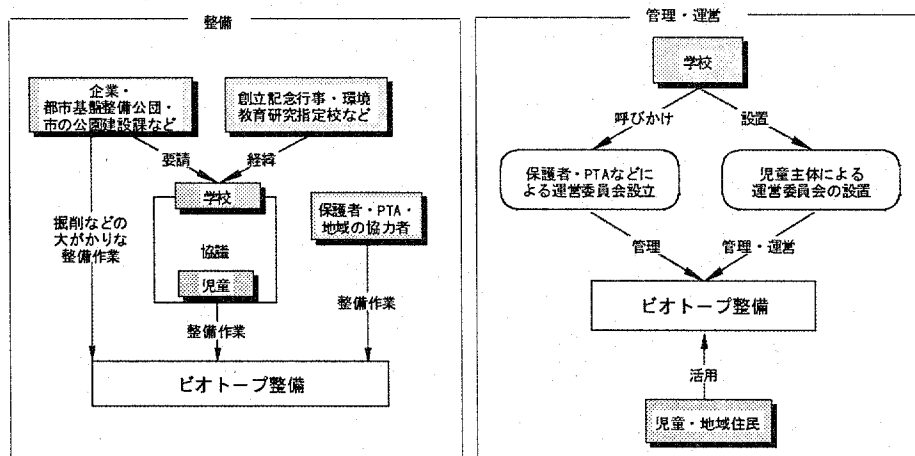 整備
企業・
都市基盤整備公団・
市の公園建設課など
創立記念行事・環境
教育研究指定校など
要請
経緯
学校
掘削などの
大がかりな
整備作業
協議
保護者・PTA・
地域の協力者
児童
整備作業
整備作業
ビオトープ整備
管理・運営
学校
呼びかけ
設置
保護者・PTAなどに
よる運営委員会設立
児童主体による
運営委員会の設置
管理
管理・運営
ビオトープ整備
活用
児童・地域住民